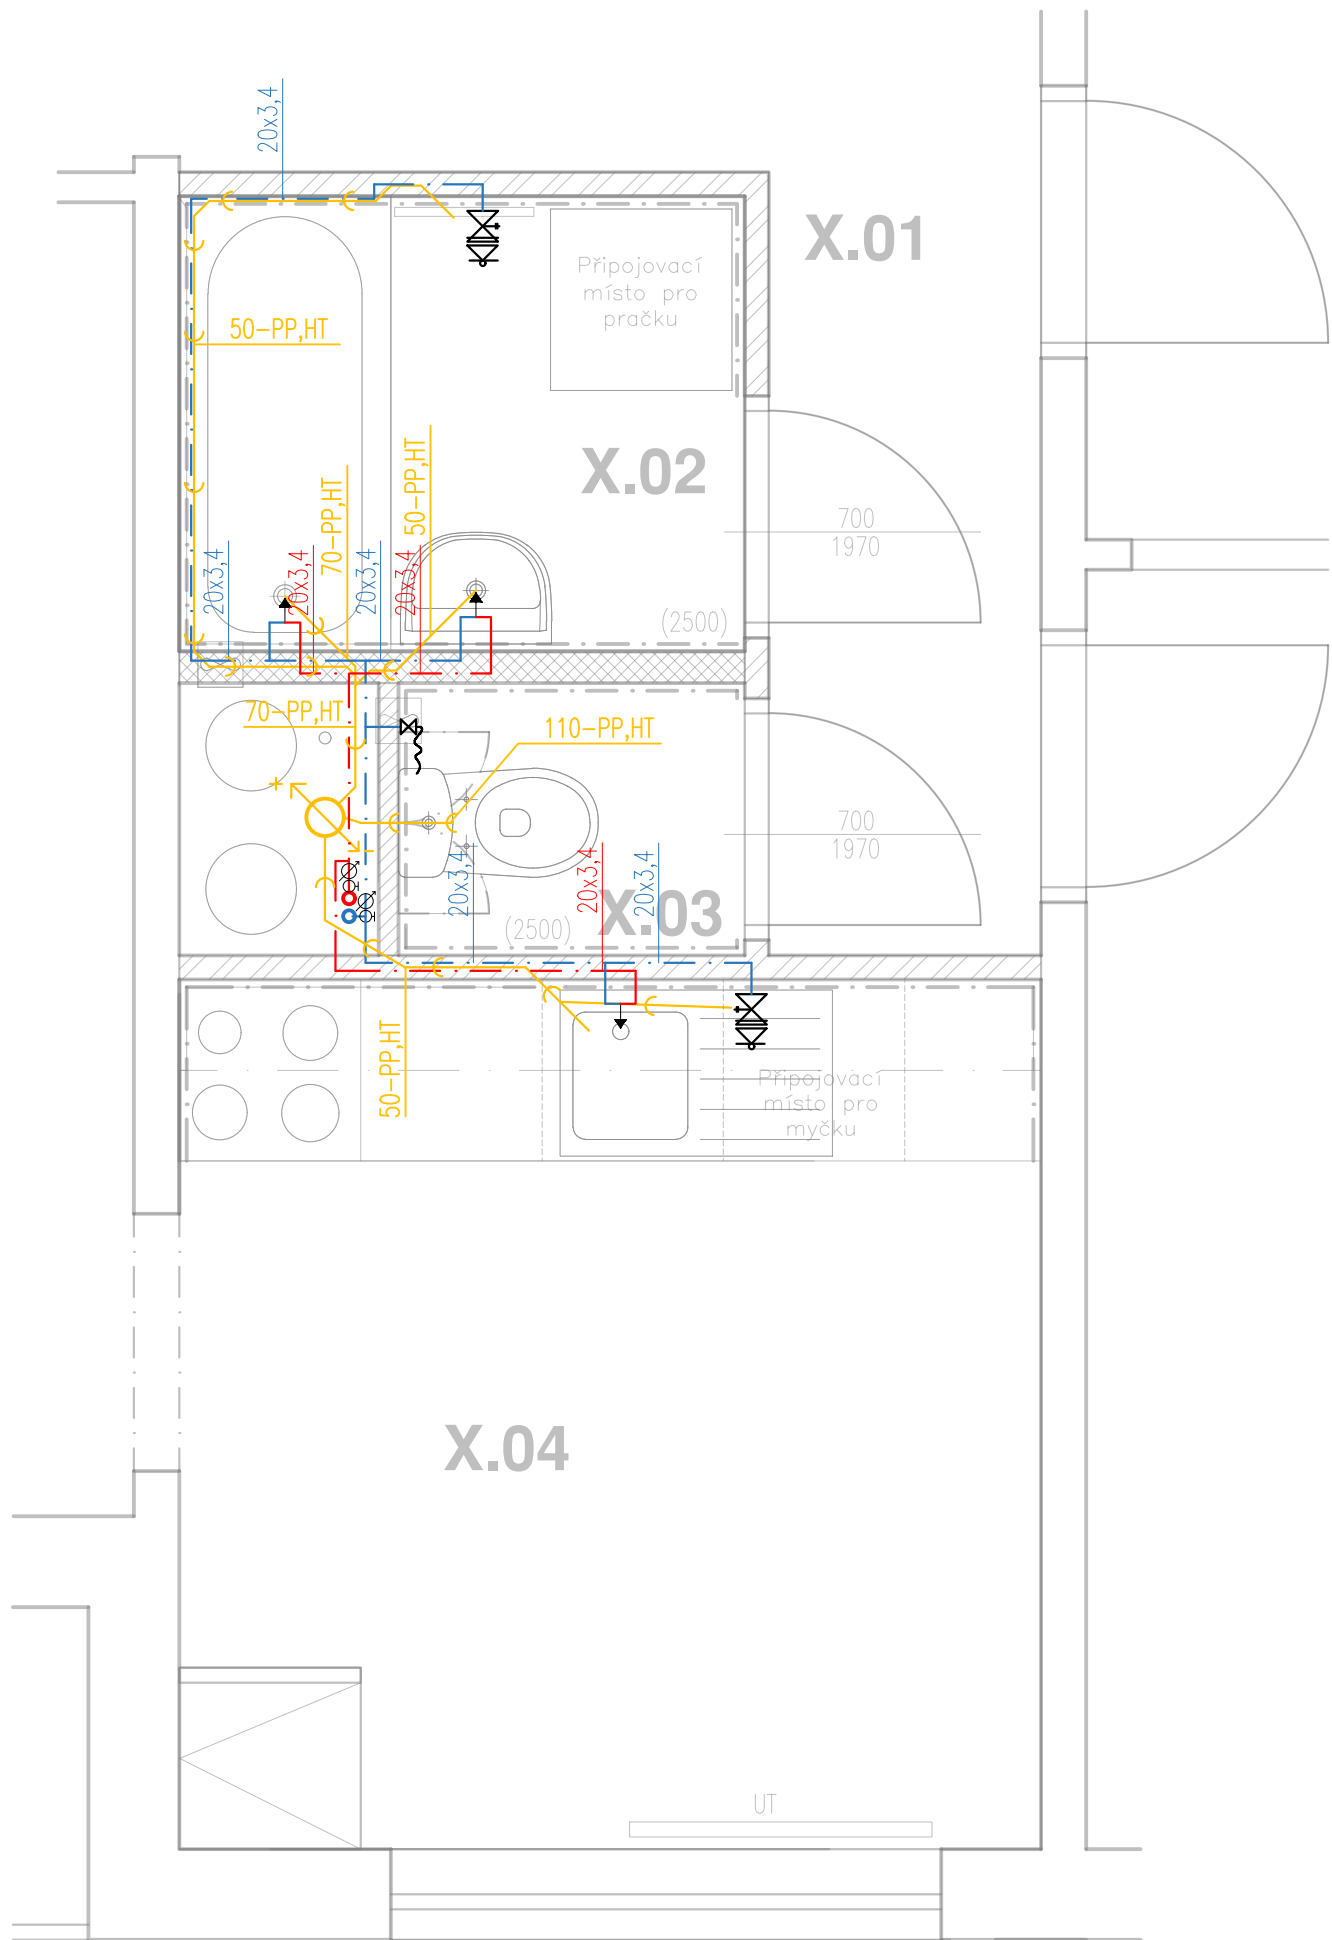 20x3,4
X.01
Připojovací
místo pro
pračku
50-PP,HT
X.02
70-PP,HT
50-PP,HT
700
1970
20x3,4
20x3,4
20x3,4
20x3,4
(2500)
70-PP,HT
110-PP,HT
+
-
700
1970
20x3,4
20x3,4
20x3,4
X.03
(2500)
50-PP,HT
Připojovací
místo pro
myčku
X.04
UT